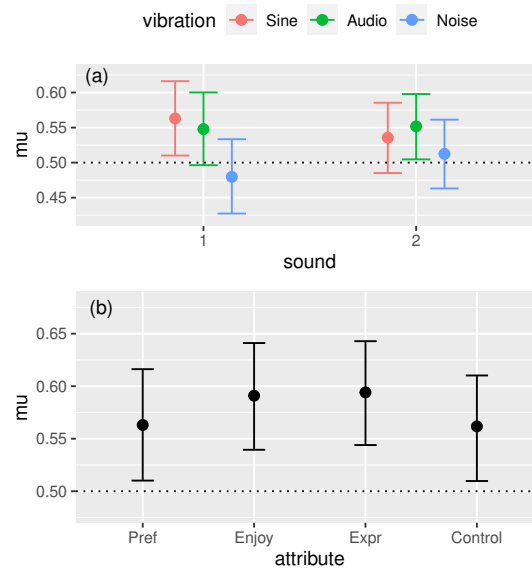 vibration Sine Audio Noise
(a)
0.60
0.55
0.50
0.45
mu
1 2
sound
(b)
0.65
0.60
0.55
0.50
mu
Pref Enjoy Expr Control
attribute